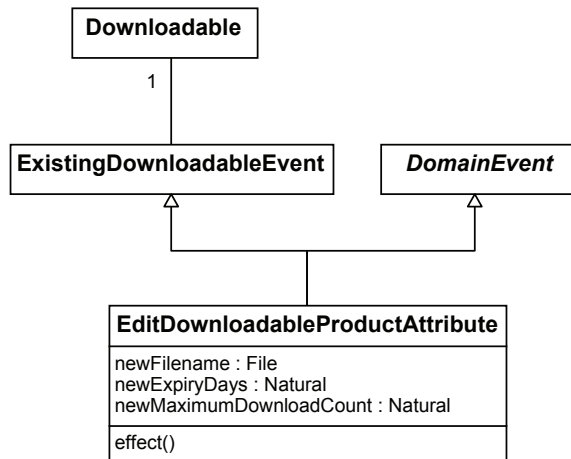 Downloadable
1
ExistingDownloadableEvent
DomainEvent
EditDownloadableProductAttribute
newFilename : File
newExpiryDays : Natural
newMaximumDownloadCount : Natural
effect()